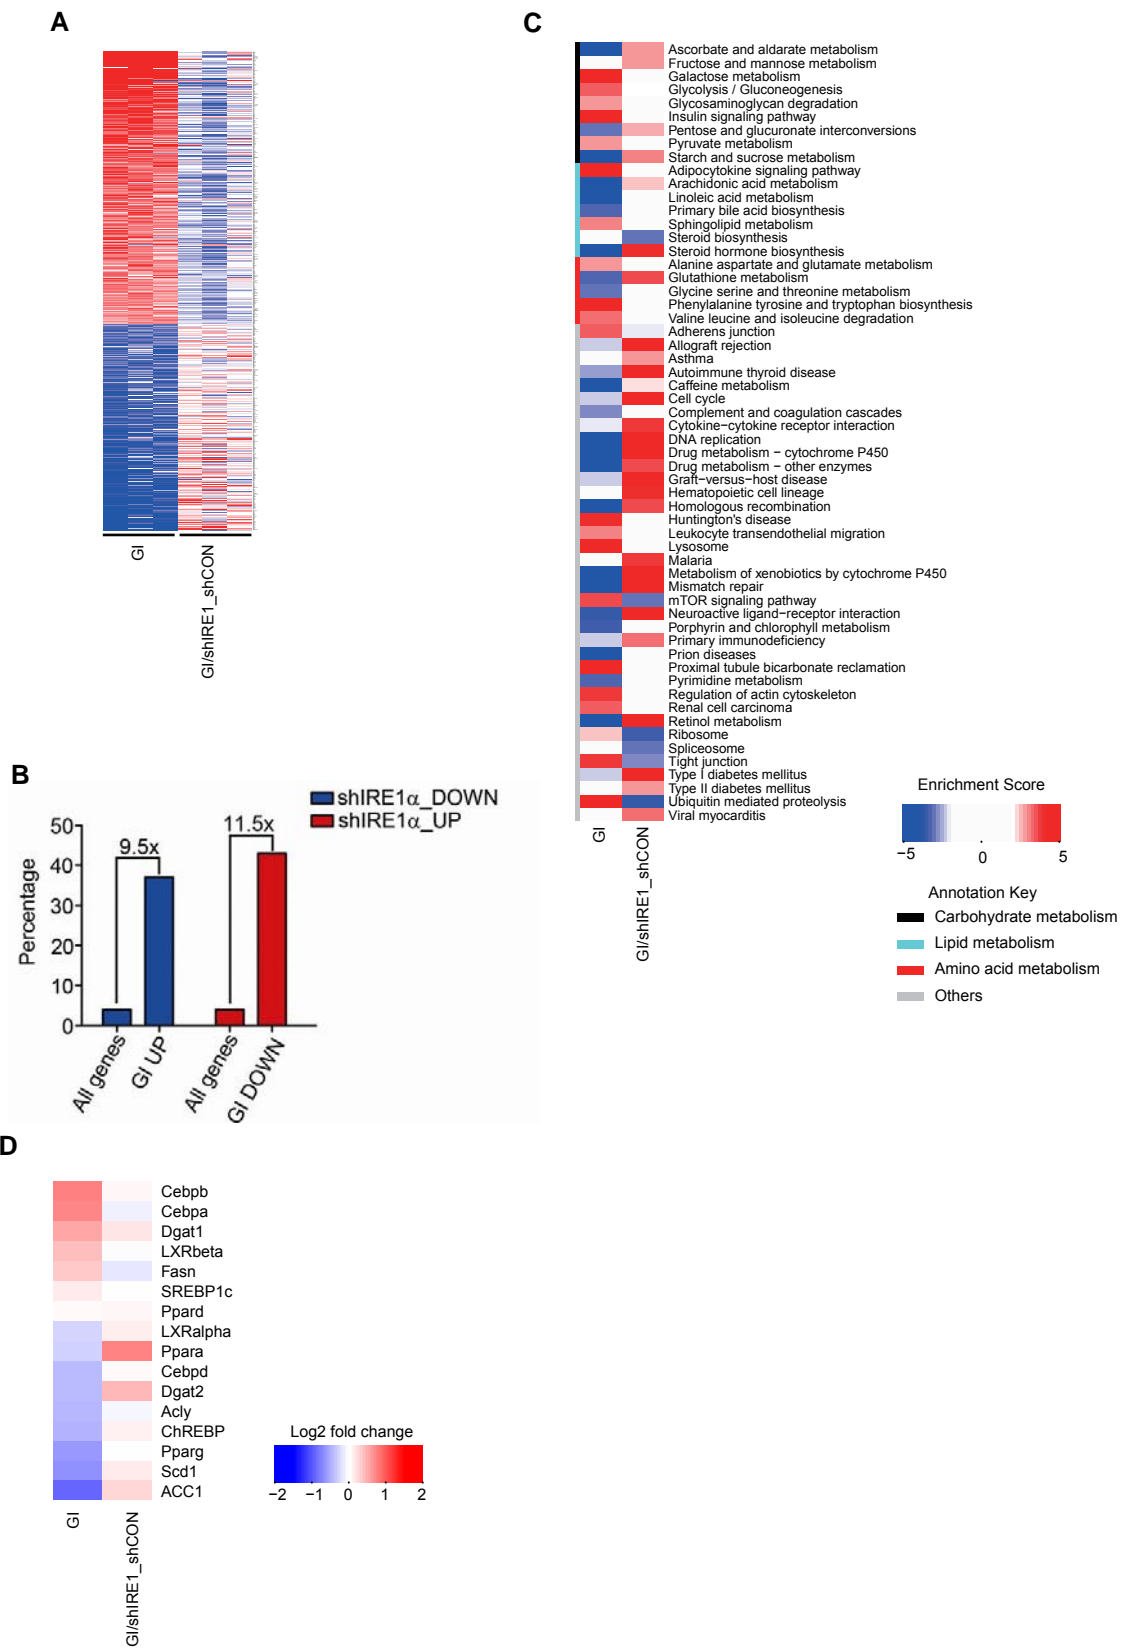 A
GI
GI/shIRE1_shCON
B
shIRE1α_DOWN
shIRE1α_UP
Percentage
50
40
30
20
10
0
9.5x
11.5x
All genes
GI UP
All genes
GI DOWN
C
Ascorbate and aldarate metabolism
Fructose and mannose metabolism
Galactose metabolism
Glycolysis / Gluconeogenesis
Glycosaminoglycan degradation
Insulin signaling pathway
Pentose and glucuronate interconversions
Pyruvate metabolism
Starch and sucrose metabolism
Adipocytokine signaling pathway
Arachidonic acid metabolism
Linoleic acid metabolism
Primary bile acid biosynthesis
Sphingolipid metabolism
Steroid biosynthesis
Steroid hormone biosynthesis
Alanine aspartate and glutamate metabolism
Glutathione metabolism
Glycine serine and threonine metabolism
Phenylalanine tyrosine and tryptophan biosynthesis
Valine leucine and isoleucine degradation
Adherens junction
Allograft rejection
Asthma
Autoimmune thyroid disease
Caffeine metabolism
Cell cycle
Complement and coagulation cascades
Cytokine−cytokine receptor interaction
DNA replication
Drug metabolism − cytochrome P450
Drug metabolism − other enzymes
Graft−versus−host disease
Hematopoietic cell lineage
Homologous recombination
Huntington's disease
Leukocyte transendothelial migration
Lysosome
Malaria
Metabolism of xenobiotics by cytochrome P450
Mismatch repair
mTOR signaling pathway
Neuroactive ligand−receptor interaction
Porphyrin and chlorophyll metabolism
Primary immunodeficiency
Prion diseases
Proximal tubule bicarbonate reclamation
Pyrimidine metabolism
Regulation of actin cytoskeleton
Renal cell carcinoma
Retinol metabolism
Ribosome
Spliceosome
Tight junction
Type I diabetes mellitus
Type II diabetes mellitus
Ubiquitin mediated proteolysis
Viral myocarditis
GI
GI/shIRE1_shCON
Enrichment Score
−5 0 5
Annotation Key
Carbohydrate metabolism
Lipid metabolism
Amino acid metabolism
Others
D
Cebpb
Cebpa
Dgat1
LXRbeta
Fasn
SREBP1c
Ppard
LXRalpha
Ppara
Cebpd
Dgat2
Acly
ChREBP
Pparg
Scd1
ACC1
GI
GI/shIRE1_shCON
Log2 fold change
−2 −1 0 1 2